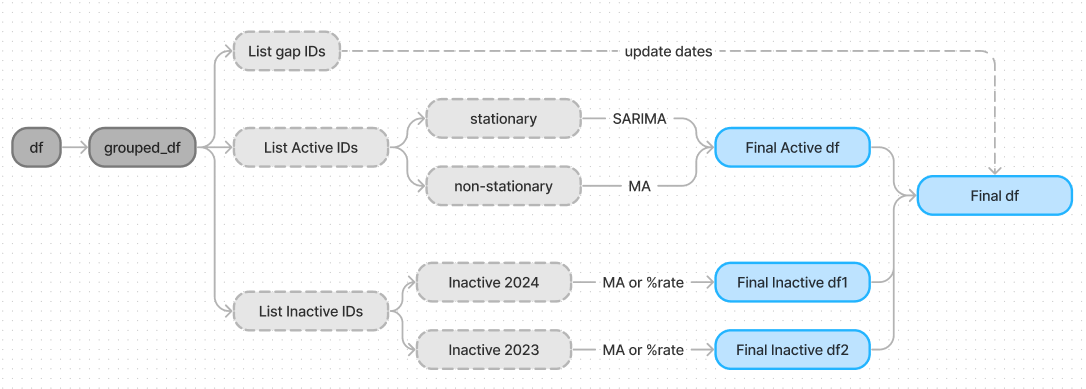 List gap IDs
update dates
stationary
SARIMA
df
grouped_df
List Active IDs
Final Active df
non-stationary
MA
Final df
Inactive 2024
MA or %rate
Final Inactive df1
List Inactive IDs
Inactive 2023
MA or %rate
Final Inactive df2